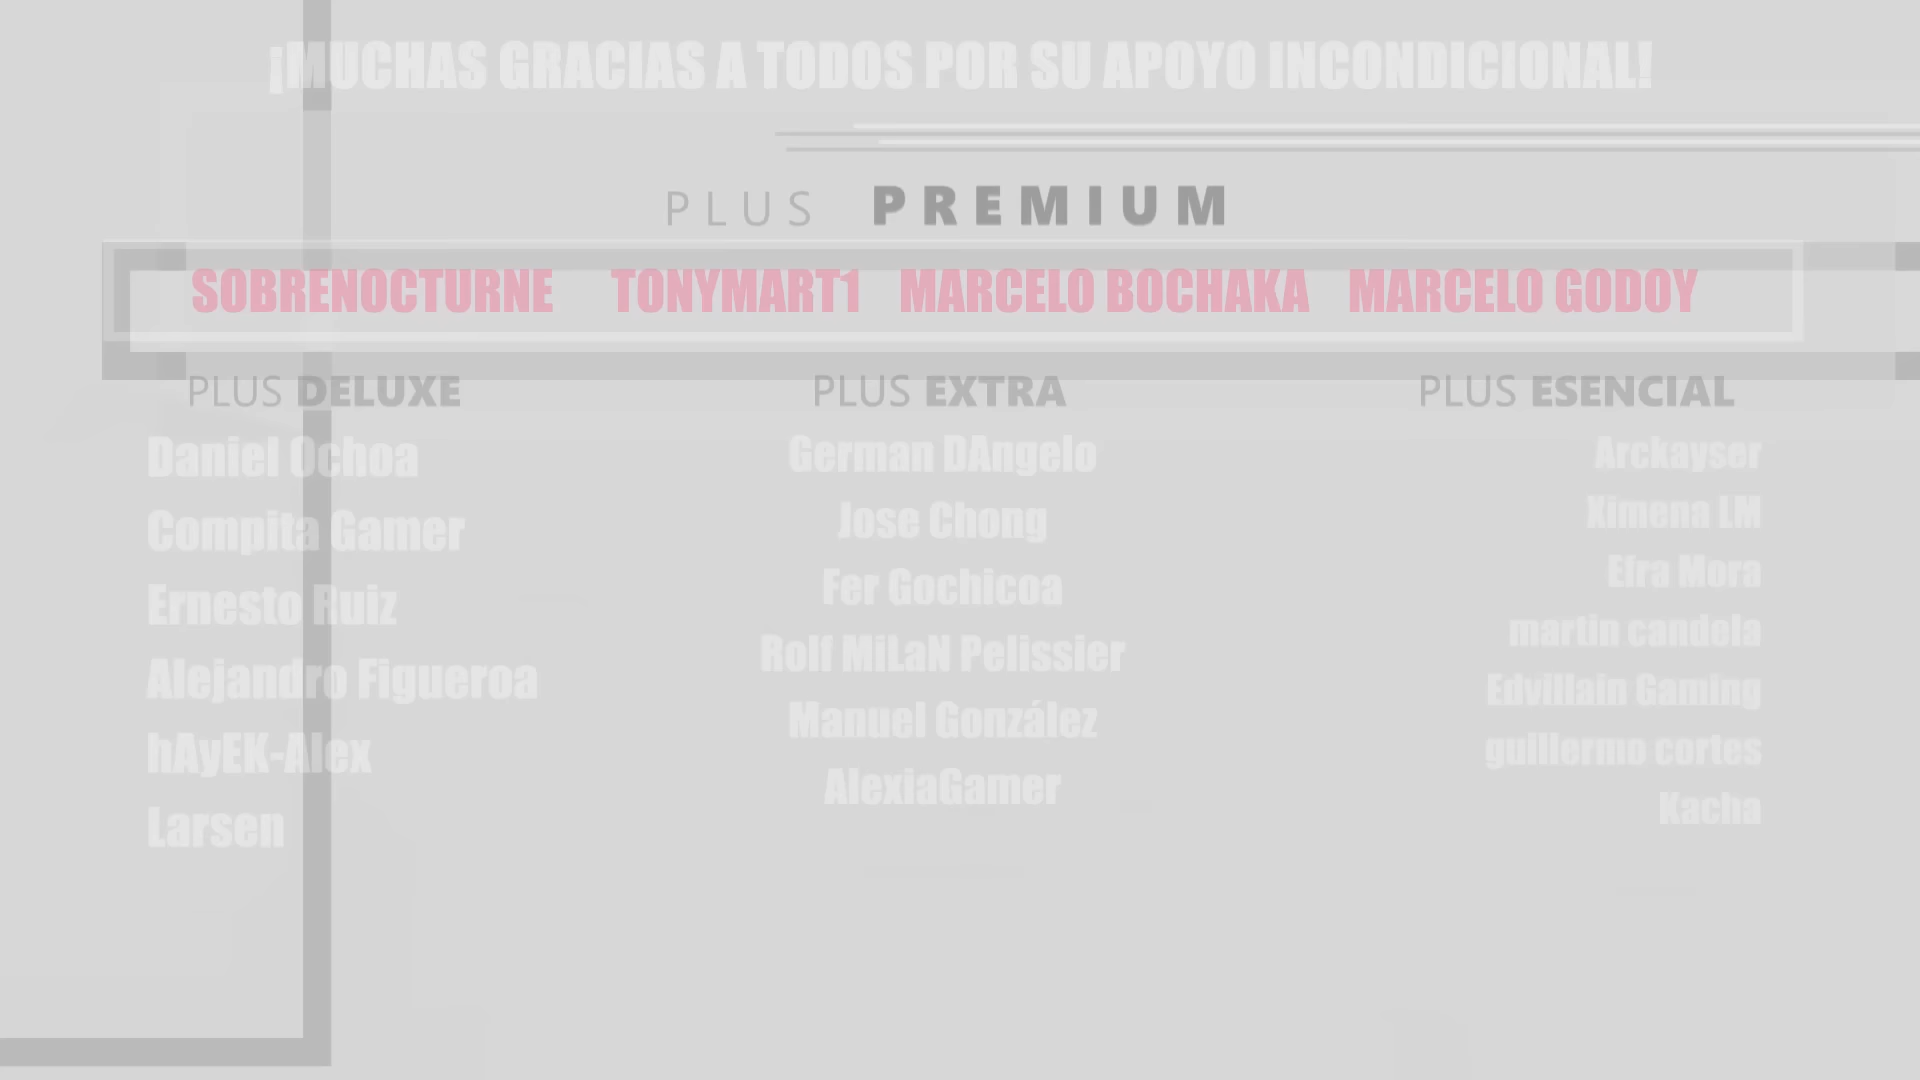 ¡MUCHAS GRACIAS A TODOS POR SU APOYO INCONDICIONAL!
PLUS PREMIUM
SOBRENOCTURNE TONYMART1 MARCELO BOCHAKA MARCELO GODOY
PLUS DELUXE
Daniel Ochoa
Compita Gamer
Ernesto Ruiz
Alejandro Figueroa
hAyEK-Alex
Larsen
PLUS EXTRA
German DAngelo
Jose Chong
Fer Gochicoa
Rolf MiLaN Pelissier
Manuel González
AlexiaGamer
PLUS ESENCIAL
Arckayser
Ximena LM
Efra Mora
martin candela
Edvillain Gaming
guillermo cortes
Kacha